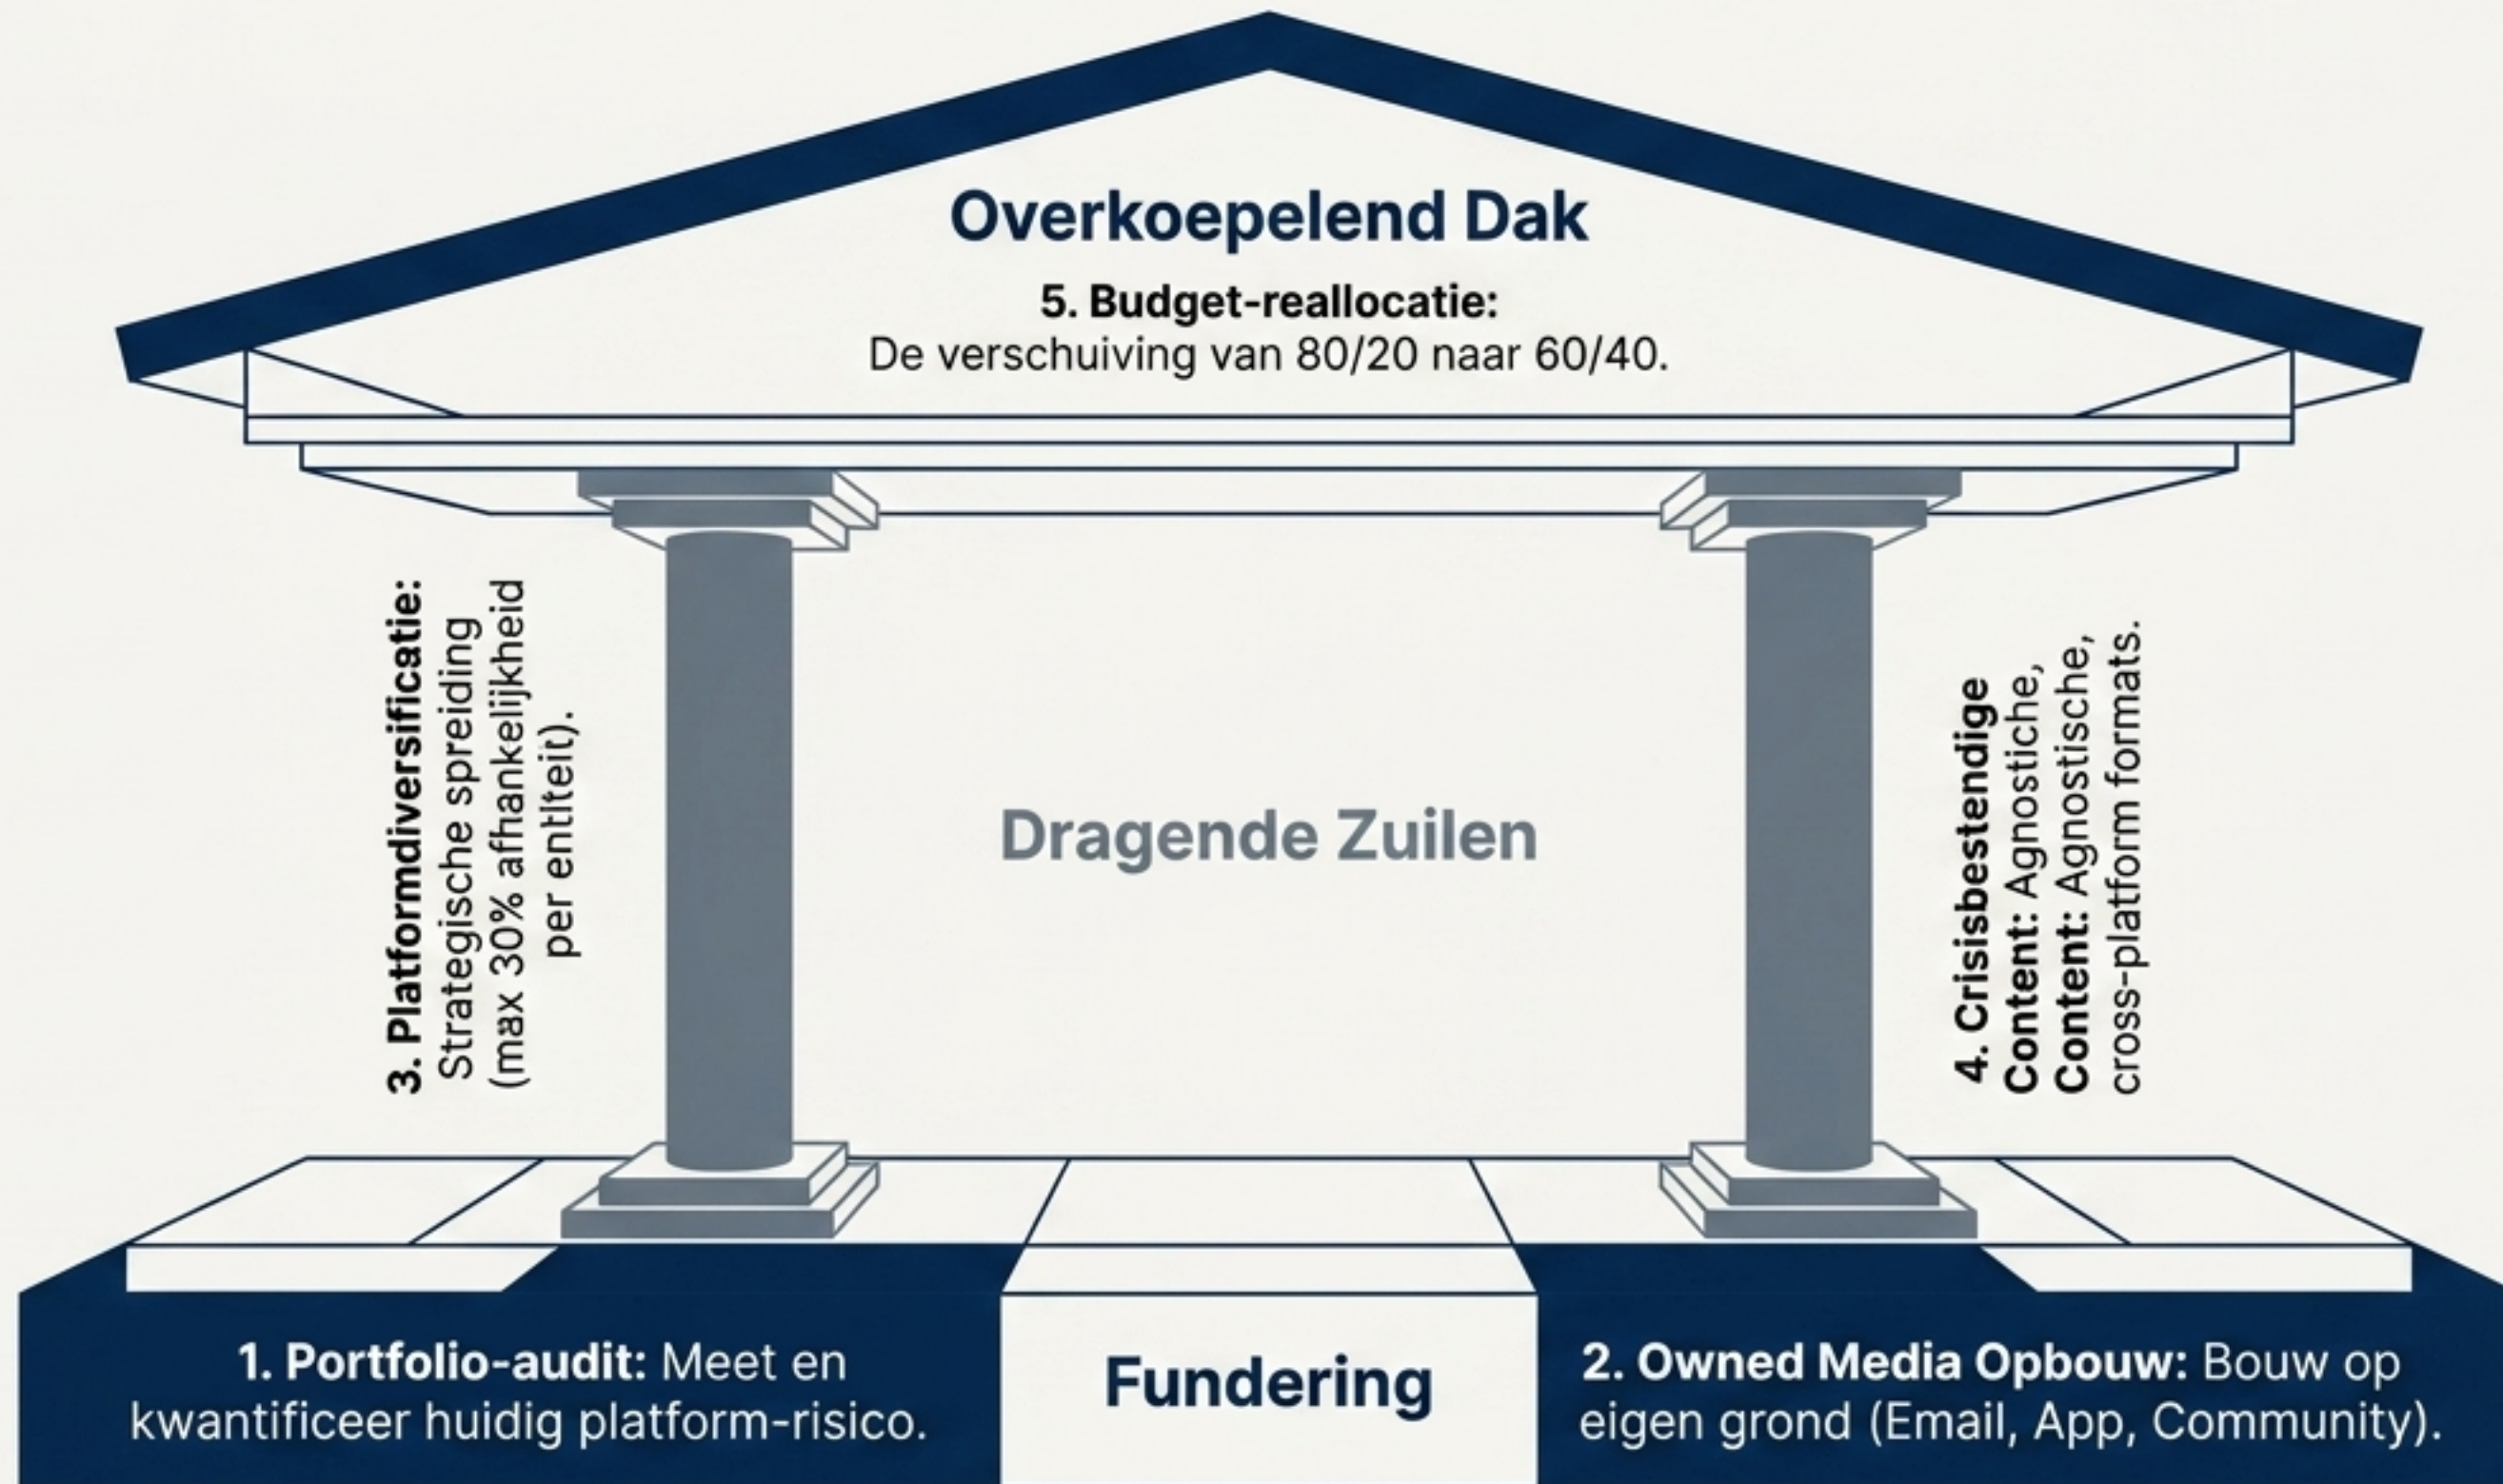 Overkoepelend Dak
5. Budget-reallocatie:
De verschuiving van 80/20 naar 60/40.
3. Platformdiversificatie:
Strategische spreiding
(max 30% afhankelijkheid
per entlteit).
Dragende Zuilen
4. Crisisbestendige
Content: Agnostiche,
Content: Agnostische,
cross-platform formats.
1. Portfolio-audit: Meet en
kwantificeer huidig platform-risico.
Fundering
2. Owned Media Opbouw: Bouw op
eigen grond (Email, App, Community).